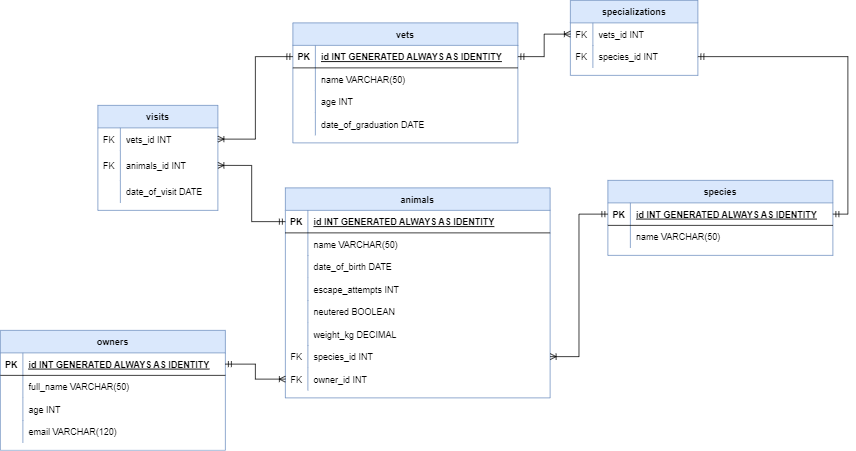 specializations
FK vets_id INT
FK species_id INT
vets
PK id INT GENERATED ALWAYS AS IDENTITY
name VARCHAR(50)
age INT
date_of_graduation DATE
visits
FK vets_id INT
FK animals_id INT
date_of_visit DATE
species
PK id INT GENERATED ALWAYS AS IDENTITY
name VARCHAR(50)
animals
PK id INT GENERATED ALWAYS AS IDENTITY
name VARCHAR(50)
date_of_birth DATE
escape_attempts INT
neutered BOOLEAN
weight_kg DECIMAL
FK species_id INT
FK owner_id INT
owners
PK id INT GENERATED ALWAYS AS IDENTITY
full_name VARCHAR(50)
age INT
email VARCHAR(120)